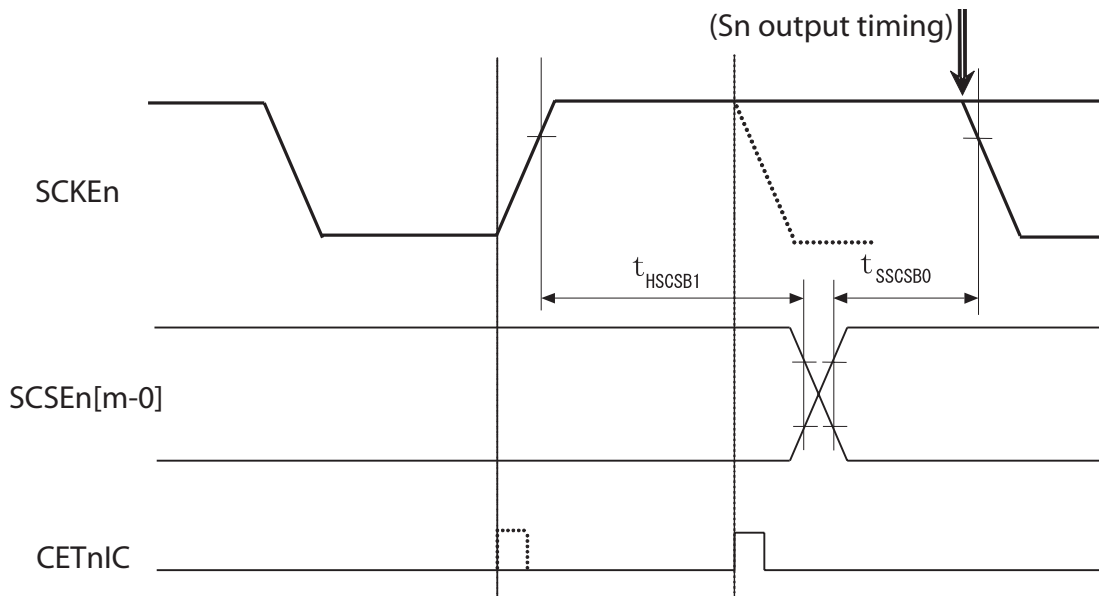 (Sn output timing)
SCKEn
tHSCSB1
tSSCSB0
SCSEn[m-0]
CETnIC